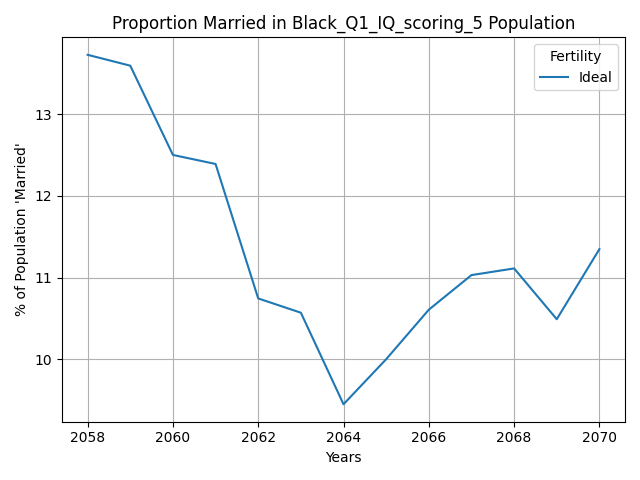 Proportion Married in Black_Q1_IQ_scoring_5 Population
Fertility
Ideal
% of Population 'Married'
13
12
11
10
2058 2060 2062 2064 2066 2068 2070
Years